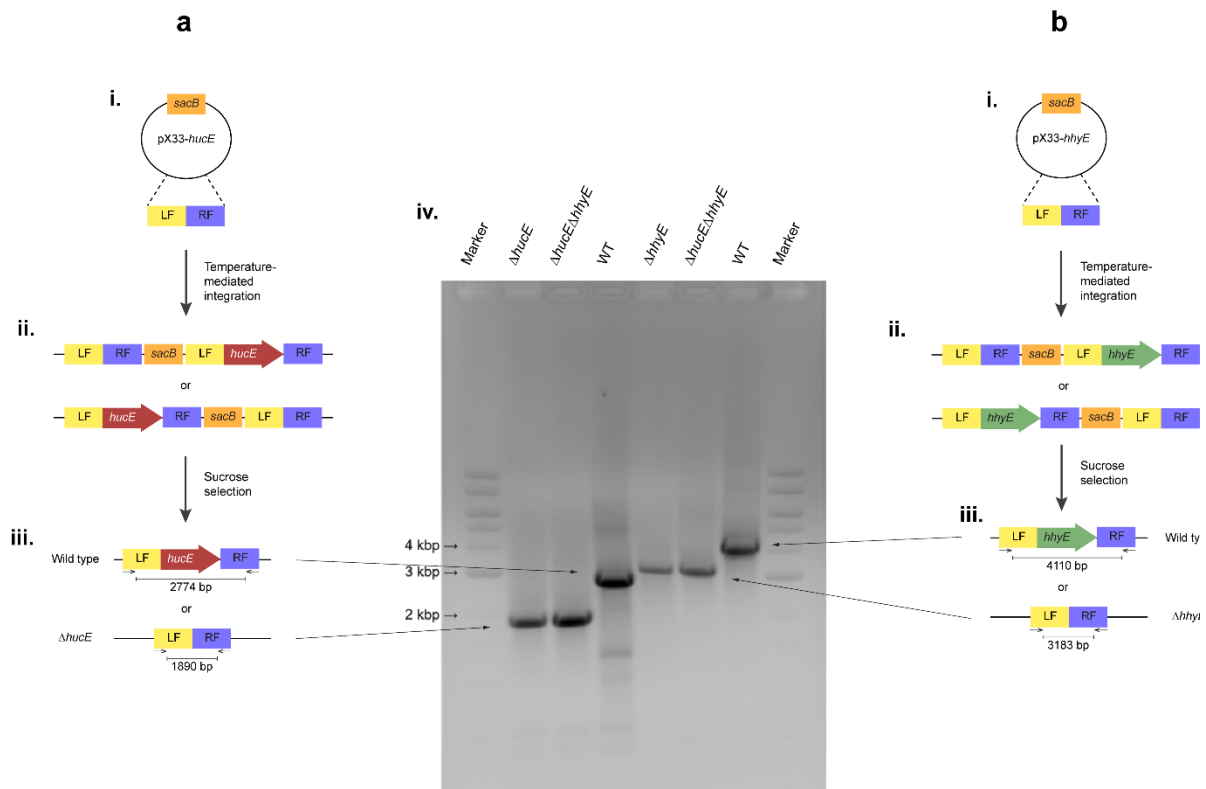 a
i.
sacB
pX33-hucE
LF RF
Temperature-
mediated
integration
ii.
LF RF sacB LF hucE RF
or
LF hucE RF sacB LF RF
Sucrose
selection
iii.
Wild type
LF hucE RF
2774 bp
or
ΔhucE
LF RF
1890 bp
iv.
Marker
ΔhucE
ΔhucEΔhhyE
WT
ΔhhyE
ΔhucEΔhhyE
WT
Marker
4 kbp →
3 kbp →
2 kbp →
b
i.
sacB
pX33-hhyE
LF RF
Temperature-
mediated
integration
ii.
LF RF sacB LF hhyE RF
or
LF hhyE RF sacB LF RF
Sucrose
selection
iii.
LF hhyE RF
Wild ty
4110 bp
or
LF RF
Δhhy
3183 bp